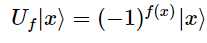 U_f|x⟩ = (−1)^{f(x)}|x⟩